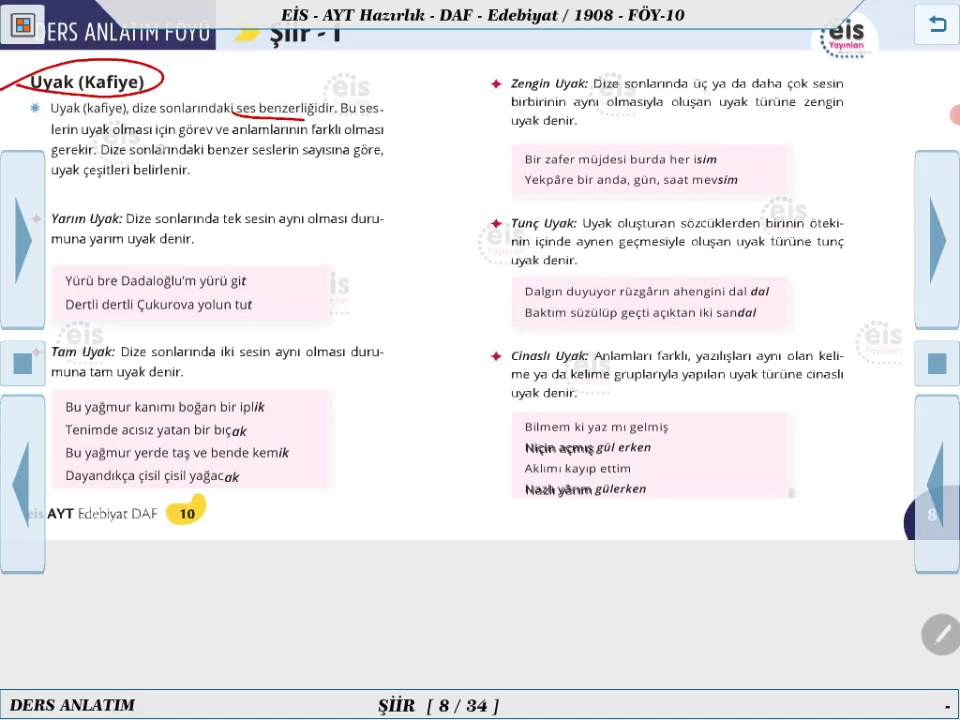 EİS - AYT Hazırlık - DAF - Edebiyat / 1908 - FÖY-10
DERS ANLATIM FÖYÜ
Şiir - I
eis
Yayınları
Uyak (Kafiye)
Uyak (kafiye), dize sonlarındaki ses benzerliğidir. Bu ses-
lerin uyak olması için görev ve anlamlarının farklı olması
gerekir. Dize sonlarındaki benzer seslerin sayısına göre,
uyak çeşitleri belirlenir.
Yarım Uyak: Dize sonlarında tek sesin aynı olması duru-
muna yarım uyak denir.
Yürü bre Dadaloğlu'm yürü git
Dertli dertli Çukurova yolun tut
Tam Uyak: Dize sonlarında iki sesin aynı olması duru-
muna tam uyak denir.
Bu yağmur kanımı boğan bir iplik
Tenimde acısız yatan bir bıçak
Bu yağmur yerde taş ve bende kemik
Dayandıkça çisil çisil yağacak
eis AYT Edebiyat DAF 10
Zengin Uyak: Dize sonlarında üç ya da daha çok sesin
birbirinin aynı olmasıyla oluşan uyak türüne zengin
uyak denir.
Bir zafer müjdesi burda her isim
Yekpâre bir anda, gün, saat mevsim
Tunç Uyak: Uyak oluşturan sözcüklerden birinin öteki-
nin içinde aynen geçmesiyle oluşan uyak türüne tunç
uyak denir.
Dalgın duyuyor rüzgârın ahengini dal dal
Baktım süzülüp geçti açıktan iki sandal
Cinaslı Uyak: Anlamları farklı, yazılışları aynı olan keli-
me ya da kelime gruplarıyla yapılan uyak türüne cinaslı
uyak denir.
Bilmem ki yaz mı gelmiş
Niçin açmış gül erken
Aklımı kayıp ettim
Nazlı yârim gülerken
8
DERS ANLATIM
ŞİİR [ 8 / 34 ]
-